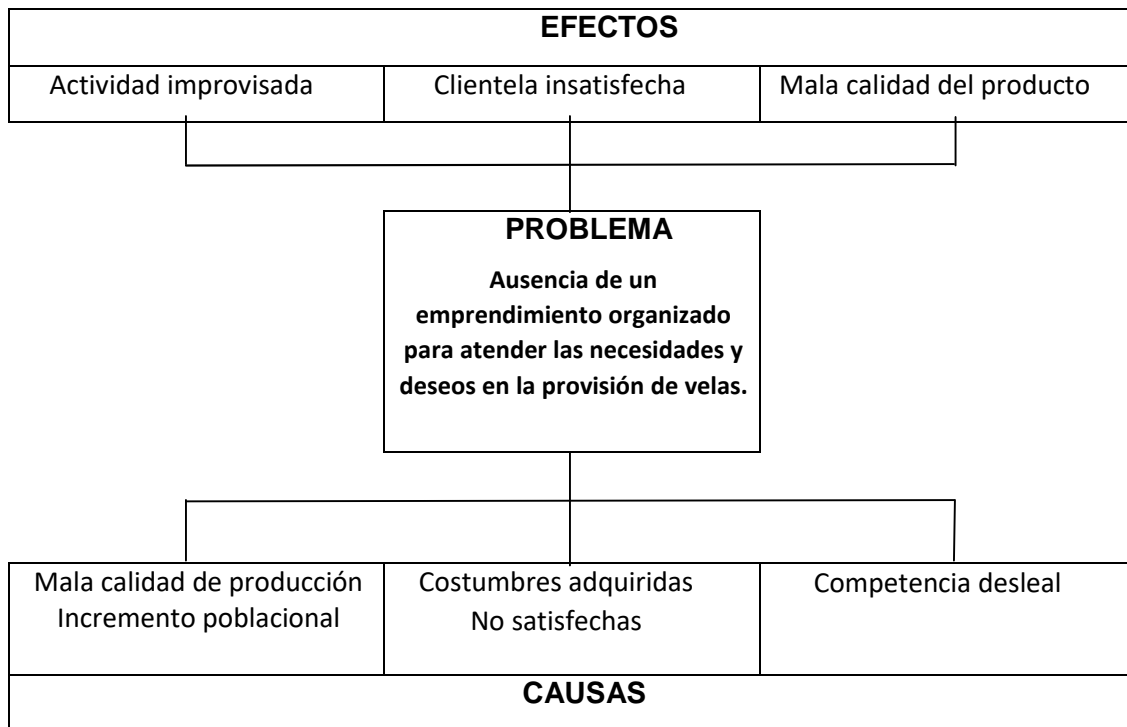 EFECTOS
Actividad improvisada
Clientela insatisfecha
Mala calidad del producto
PROBLEMA
Ausencia de un
emprendimiento organizado
para atender las necesidades y
deseos en la provisión de velas.
Mala calidad de producción
Incremento poblacional
Costumbres adquiridas
No satisfechas
Competencia desleal
CAUSAS